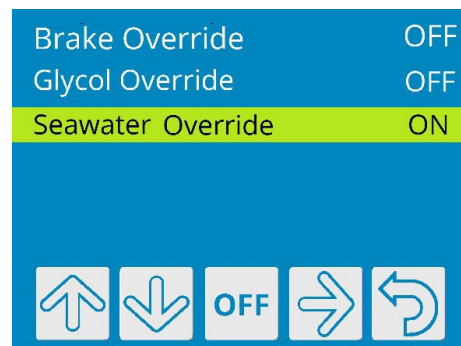 Brake Override OFF
Glycol Override OFF
Seawater Override ON
OFF